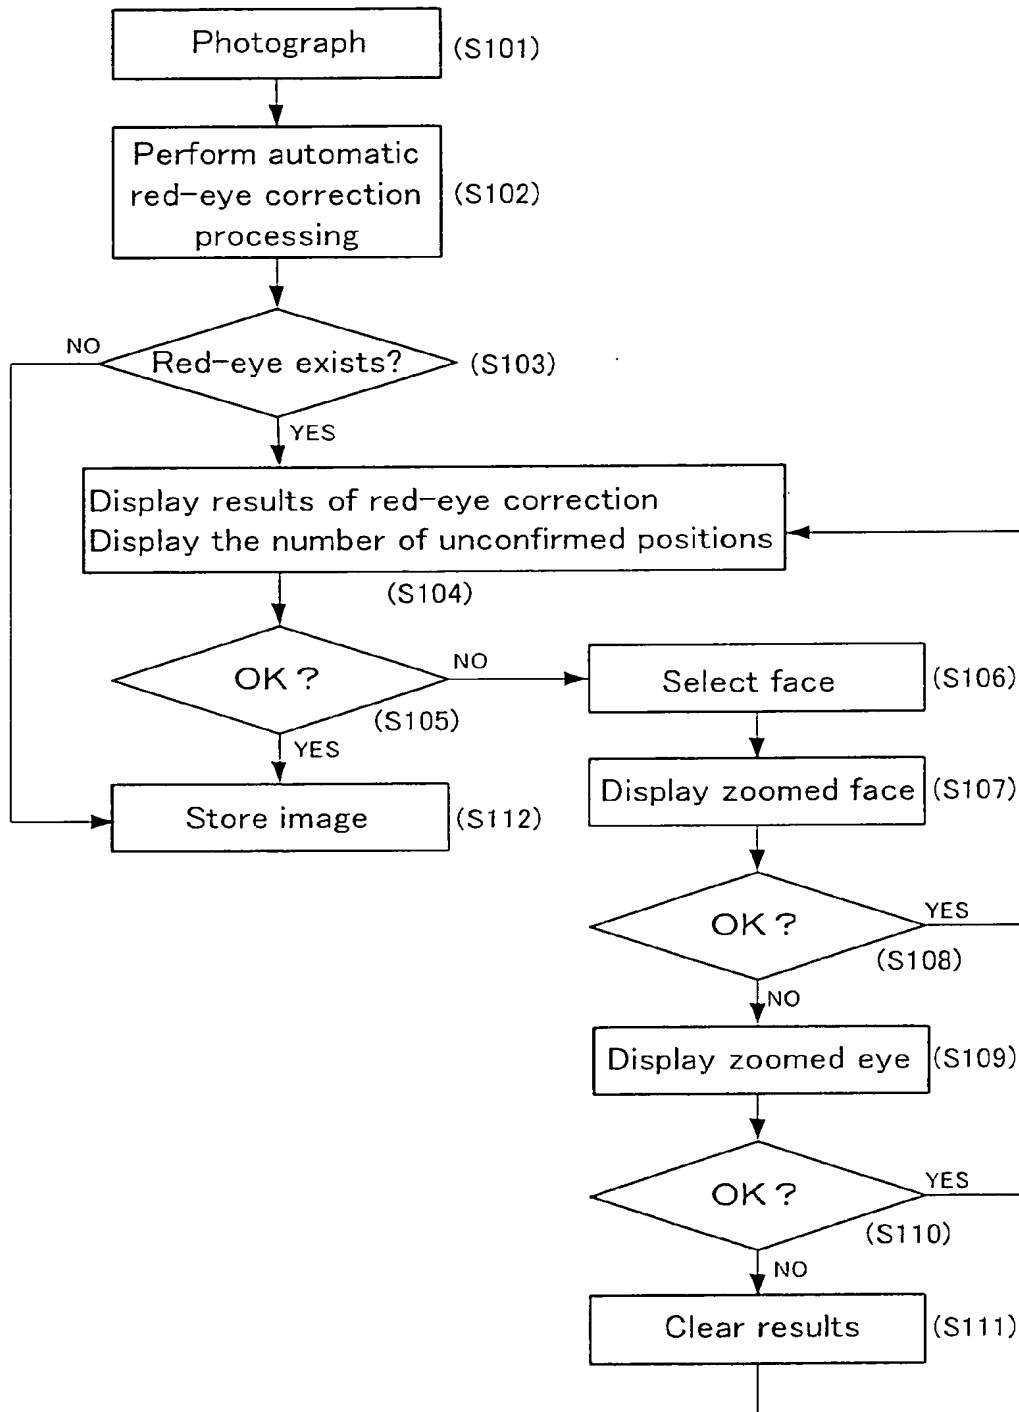 Photograph
(S101)
Perform automatic
red-eye correction
processing
(S102)
Red-eye exists?
(S103)
NO
YES
Display results of red-eye correction
Display the number of unconfirmed positions
(S104)
OK?
(S105)
NO
YES
Select face
(S106)
Display zoomed face
(S107)
Store image
(S112)
OK?
YES
(S108)
NO
Display zoomed eye
(S109)
OK?
YES
(S110)
NO
Clear results
(S111)